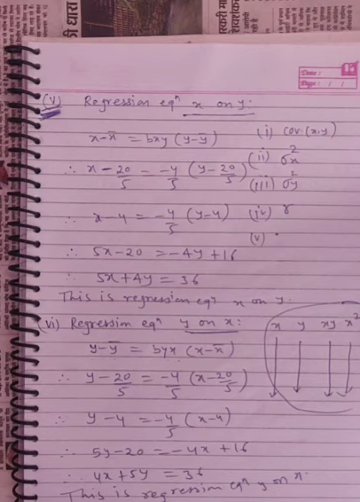 की धारा
Date :
Page : / /
(v) Regression eqⁿ x on y:
x-x̄ = bxy (y-ȳ) (i) cov. (x,y)
∴ x - 20/5 = -4/5 (y - 20/5) (ii) σx²
(iii) σy²
∴ x-4 = -4/5 (y-4) (iv) r
(v) .
∴ 5x-20 = -4y+16
∴ 5x+4y = 36
This is regression eqⁿ x on y.
(vi) Regression eqⁿ y on x: x y xy x²
y-ȳ = byx (x-x̄)
∴ y - 20/5 = -4/5 (x - 20/5)
∴ y-4 = -4/5 (x-4)
∴ 5y-20 = -4x+16
∴ 4x+5y = 36
This is regression eqⁿ y on x.